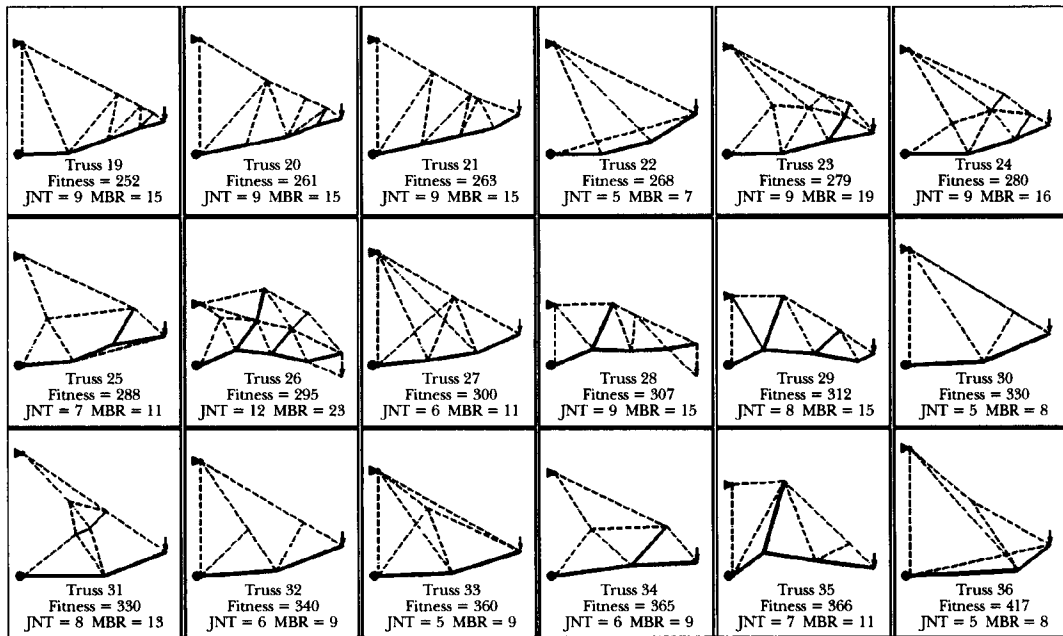 Truss 19
Fitness = 252
JNT = 9 MBR = 15
Truss 20
Fitness = 261
JNT = 9 MBR = 15
Truss 21
Fitness = 263
JNT = 9 MBR = 15
Truss 22
Fitness = 268
JNT = 5 MBR = 7
Truss 23
Fitness = 279
JNT = 9 MBR = 19
Truss 24
Fitness = 280
JNT = 9 MBR = 16
Truss 25
Fitness = 288
JNT = 7 MBR = 11
Truss 26
Fitness = 295
JNT = 12 MBR = 23
Truss 27
Fitness = 300
JNT = 6 MBR = 11
Truss 28
Fitness = 307
JNT = 9 MBR = 15
Truss 29
Fitness = 312
JNT = 8 MBR = 15
Truss 30
Fitness = 330
JNT = 5 MBR = 8
Truss 31
Fitness = 330
JNT = 8 MBR = 13
Truss 32
Fitness = 340
JNT = 6 MBR = 9
Truss 33
Fitness = 360
JNT = 5 MBR = 9
Truss 34
Fitness = 365
JNT = 6 MBR = 9
Truss 35
Fitness = 366
JNT = 7 MBR = 11
Truss 36
Fitness = 417
JNT = 5 MBR = 8